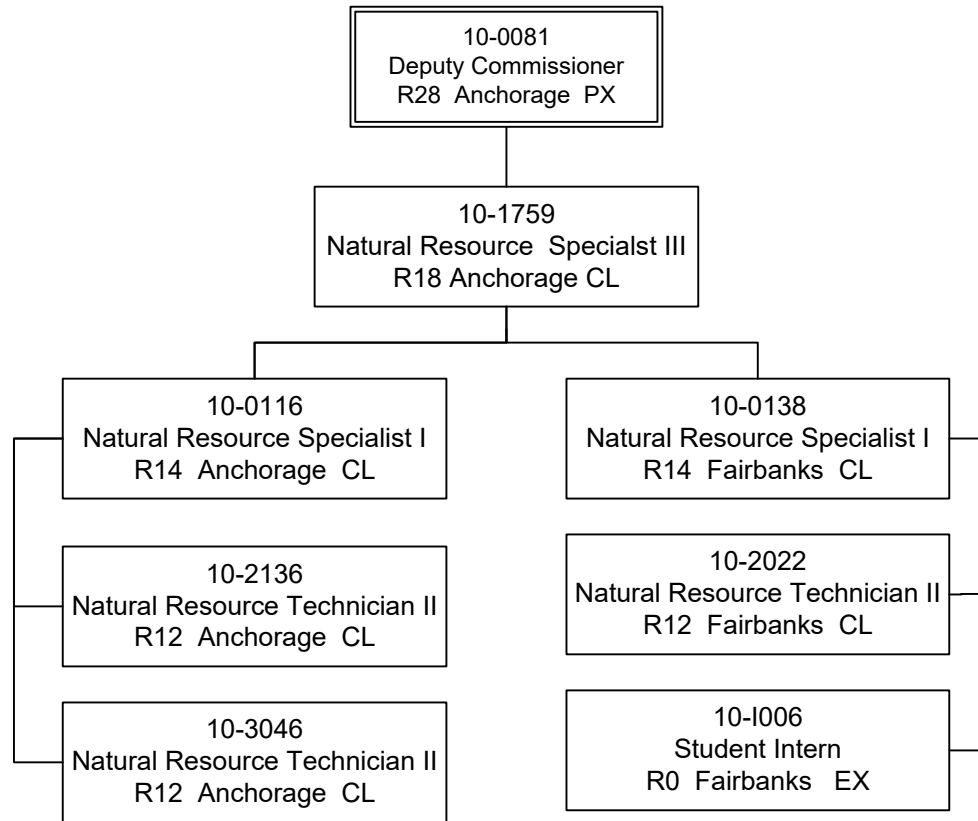 10-0081
Deputy Commissioner
R28 Anchorage PX
10-1759
Natural Resource Specialst III
R18 Anchorage CL
10-0116
Natural Resource Specialist I
R14 Anchorage CL
10-0138
Natural Resource Specialist I
R14 Fairbanks CL
10-2136
Natural Resource Technician II
R12 Anchorage CL
10-2022
Natural Resource Technician II
R12 Fairbanks CL
10-3046
Natural Resource Technician II
R12 Anchorage CL
10-I006
Student Intern
R0 Fairbanks EX